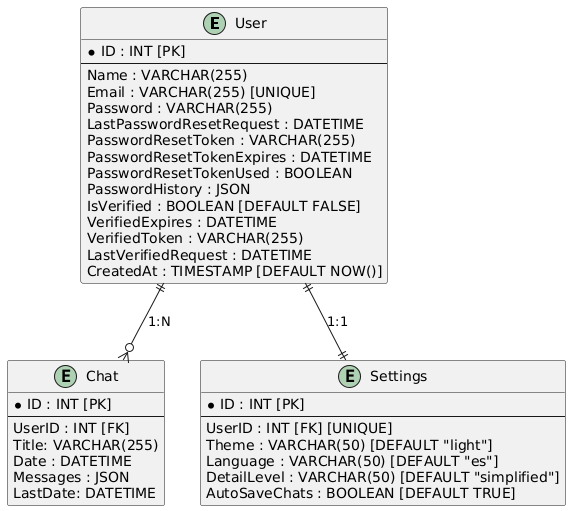 E User
* ID : INT [PK]
Name : VARCHAR(255)
Email : VARCHAR(255) [UNIQUE]
Password : VARCHAR(255)
LastPasswordResetRequest : DATETIME
PasswordResetToken : VARCHAR(255)
PasswordResetTokenExpires : DATETIME
PasswordResetTokenUsed : BOOLEAN
PasswordHistory : JSON
IsVerified : BOOLEAN [DEFAULT FALSE]
VerifiedExpires : DATETIME
VerifiedToken : VARCHAR(255)
LastVerifiedRequest : DATETIME
CreatedAt : TIMESTAMP [DEFAULT NOW()]
1:N
1:1
E Chat
* ID : INT [PK]
UserID : INT [FK]
Title: VARCHAR(255)
Date : DATETIME
Messages : JSON
LastDate: DATETIME
E Settings
* ID : INT [PK]
UserID : INT [FK] [UNIQUE]
Theme : VARCHAR(50) [DEFAULT "light"]
Language : VARCHAR(50) [DEFAULT "es"]
DetailLevel : VARCHAR(50) [DEFAULT "simplified"]
AutoSaveChats : BOOLEAN [DEFAULT TRUE]